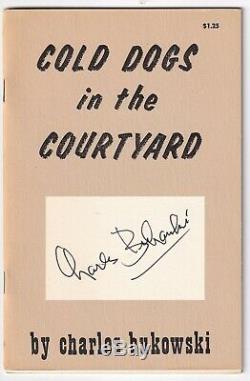 $1.25
COLD DOGS
in the
COURTYARD
Charles Bukowski
by charles bukowski